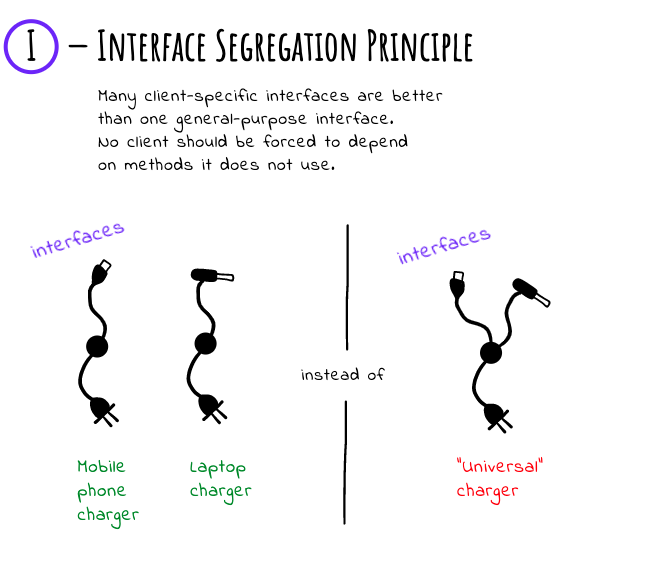 I – INTERFACE SEGREGATION PRINCIPLE
Many client-specific interfaces are better
than one general-purpose interface.
No client should be forced to depend
on methods it does not use.
interfaces
interfaces
instead of
Mobile
phone
charger
Laptop
charger
"Universal"
charger